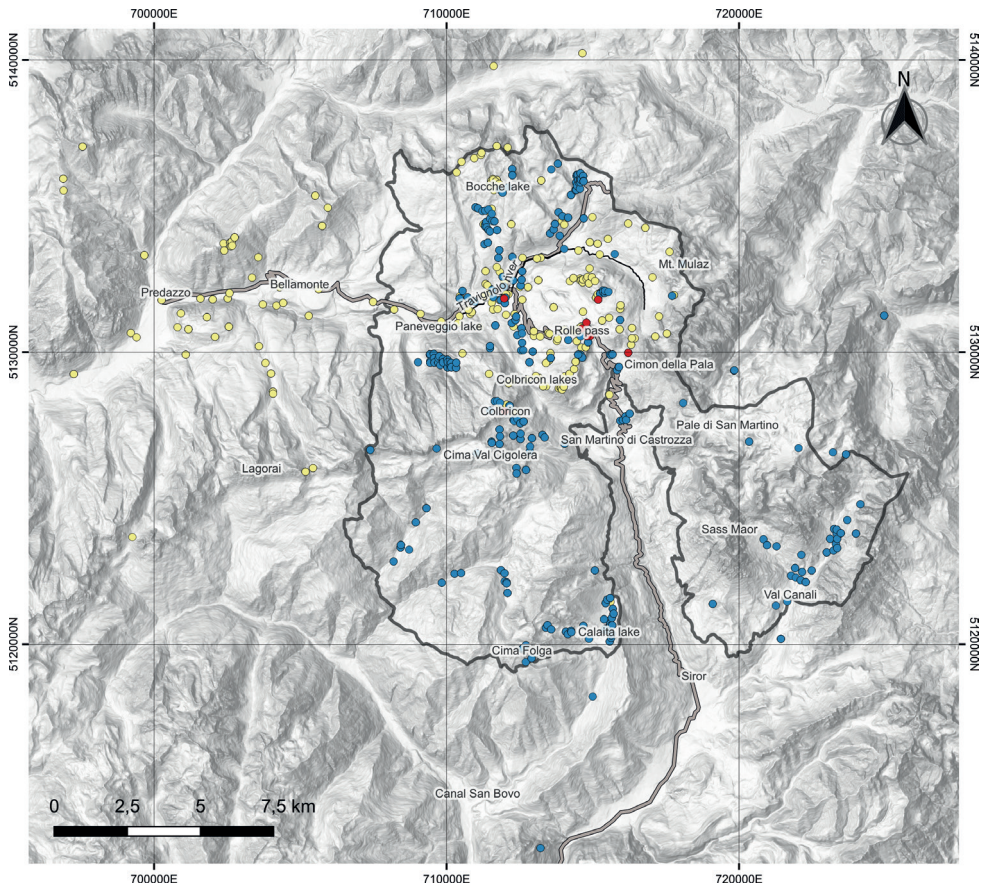 700000E 710000E 720000E
5140000N 5140000N
N
Bocche lake
Mt. Mulaz
Travignolo river
Bellamonte
Predazzo
Paneveggio lake
Rolle pass
5130000N 5130000N
Cimon della Pala
Colbricon lakes
Colbricon
Pale di San Martino
San Martino di Castrozza
Cima Val Cigolera
Lagorai
Sass Maor
Val Canali
Calaita lake
5120000N 5120000N
Cima Folga
Siror
Canal San Bovo
0 2,5 5 7,5 km
700000E 710000E 720000E